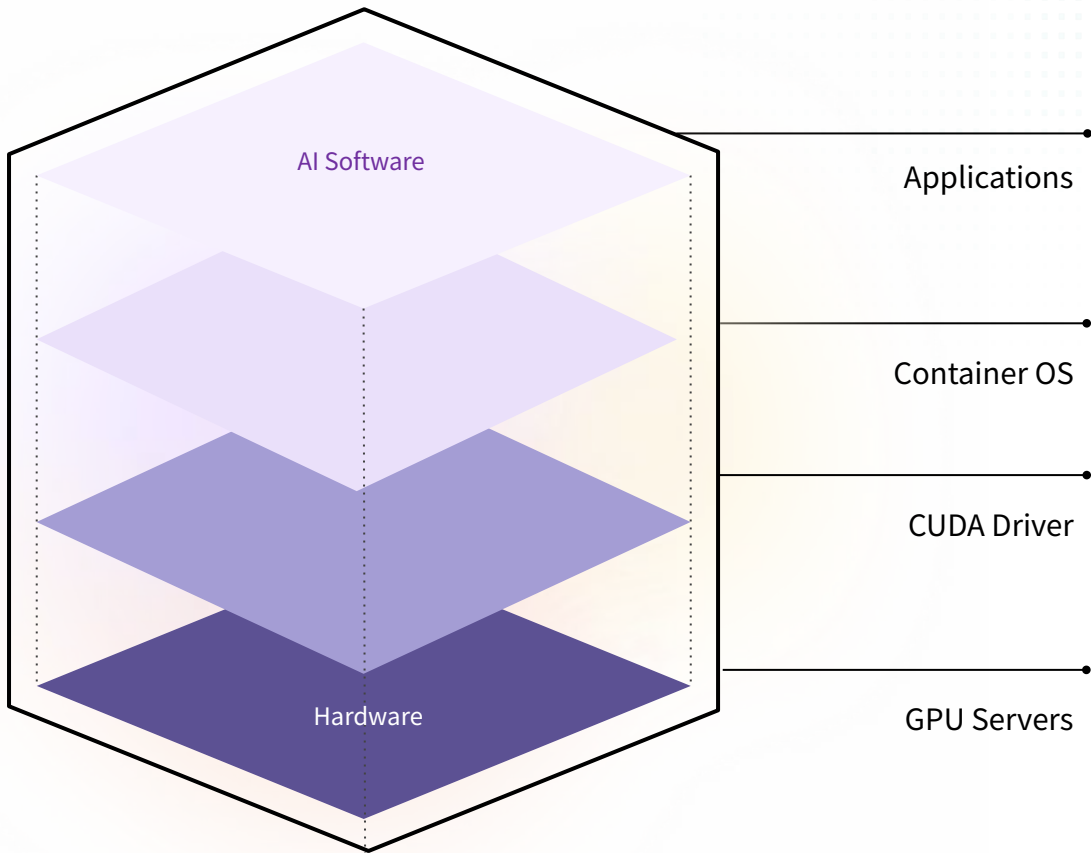 AI Software
Applications
Container OS
CUDA Driver
Hardware
GPU Servers